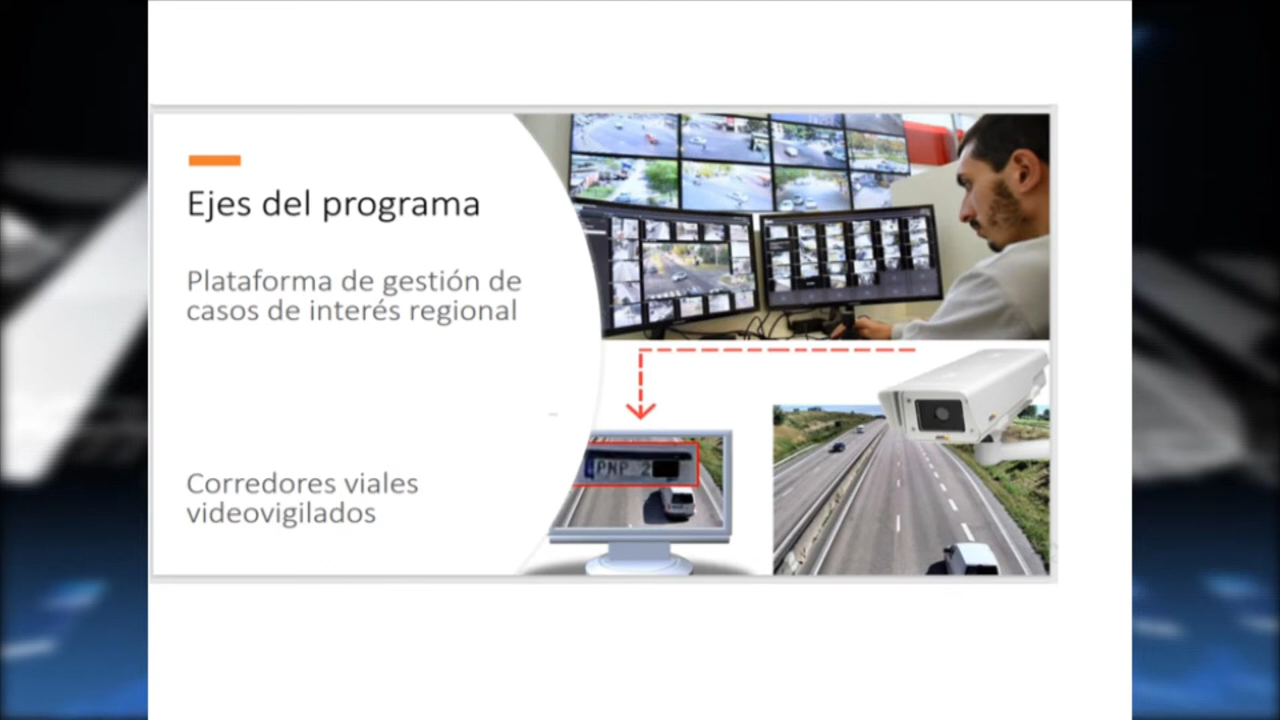 Ejes del programa
Plataforma de gestión de
casos de interés regional
PNP 2
Corredores viales
videovigilados